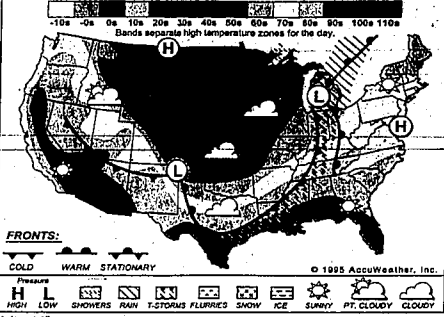 -10s -0s 0s 10s 20s 30s 40s 50s 60s 70s 80s 90s 100s 110s
Bands separate high temperature zones for the day.
H
L
H
L
FRONTS:
COLD WARM STATIONARY
© 1995 AccuWeather, Inc.
Pressure
H L
HIGH LOW SHOWERS RAIN T-STORMS FLURRIES SNOW ICE SUNNY PT. CLOUDY CLOUDY